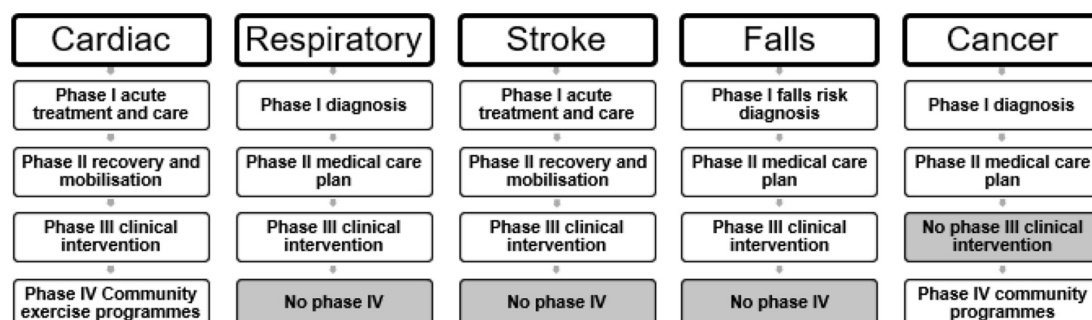 Cardiac
Phase I acute
treatment and care
Phase II recovery and
mobilisation
Phase III clinical
intervention
Phase IV Community
exercise programmes
Respiratory
Phase I diagnosis
Phase II medical care
plan
Phase III clinical
intervention
No phase IV
Stroke
Phase I acute
treatment and care
Phase II recovery and
mobilisation
Phase III clinical
intervention
No phase IV
Falls
Phase I falls risk
diagnosis
Phase II medical care
plan
Phase III clinical
intervention
No phase IV
Cancer
Phase I diagnosis
Phase II medical care
plan
No phase III clinical
intervention
Phase IV community
programmes